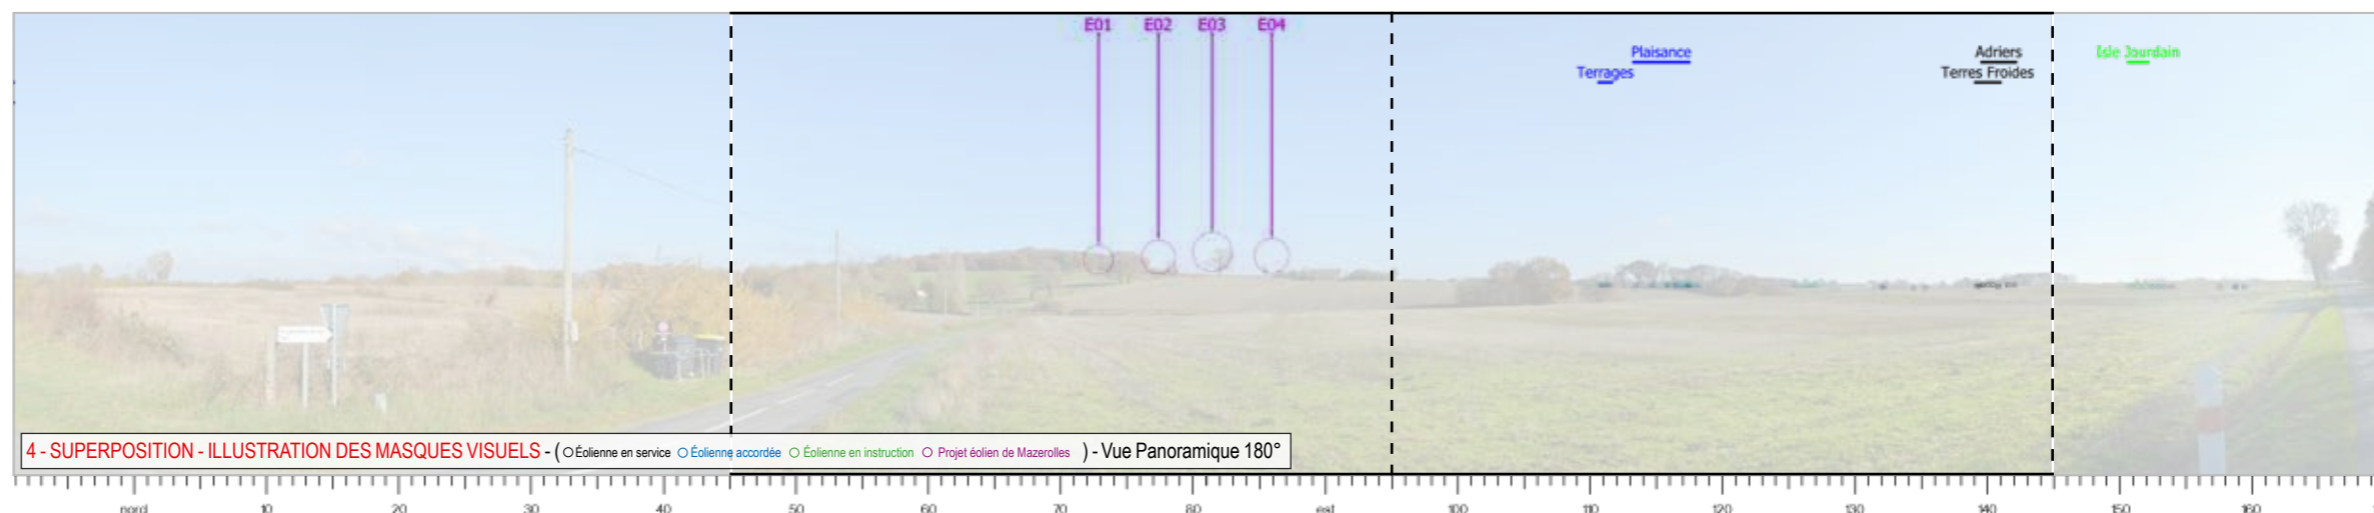 E01 E02 E03 E04
Plaisance
Terrages
Adriers
Terres Froides
Isle Jourdain
4 - SUPERPOSITION - ILLUSTRATION DES MASQUES VISUELS - ( Éolienne en service Éolienne accordée Éolienne en instruction Projet éolien de Mazerolles ) - Vue Panoramique 180°
nord 10 20 30 40 50 60 70 80 est 100 110 120 130 140 150 160